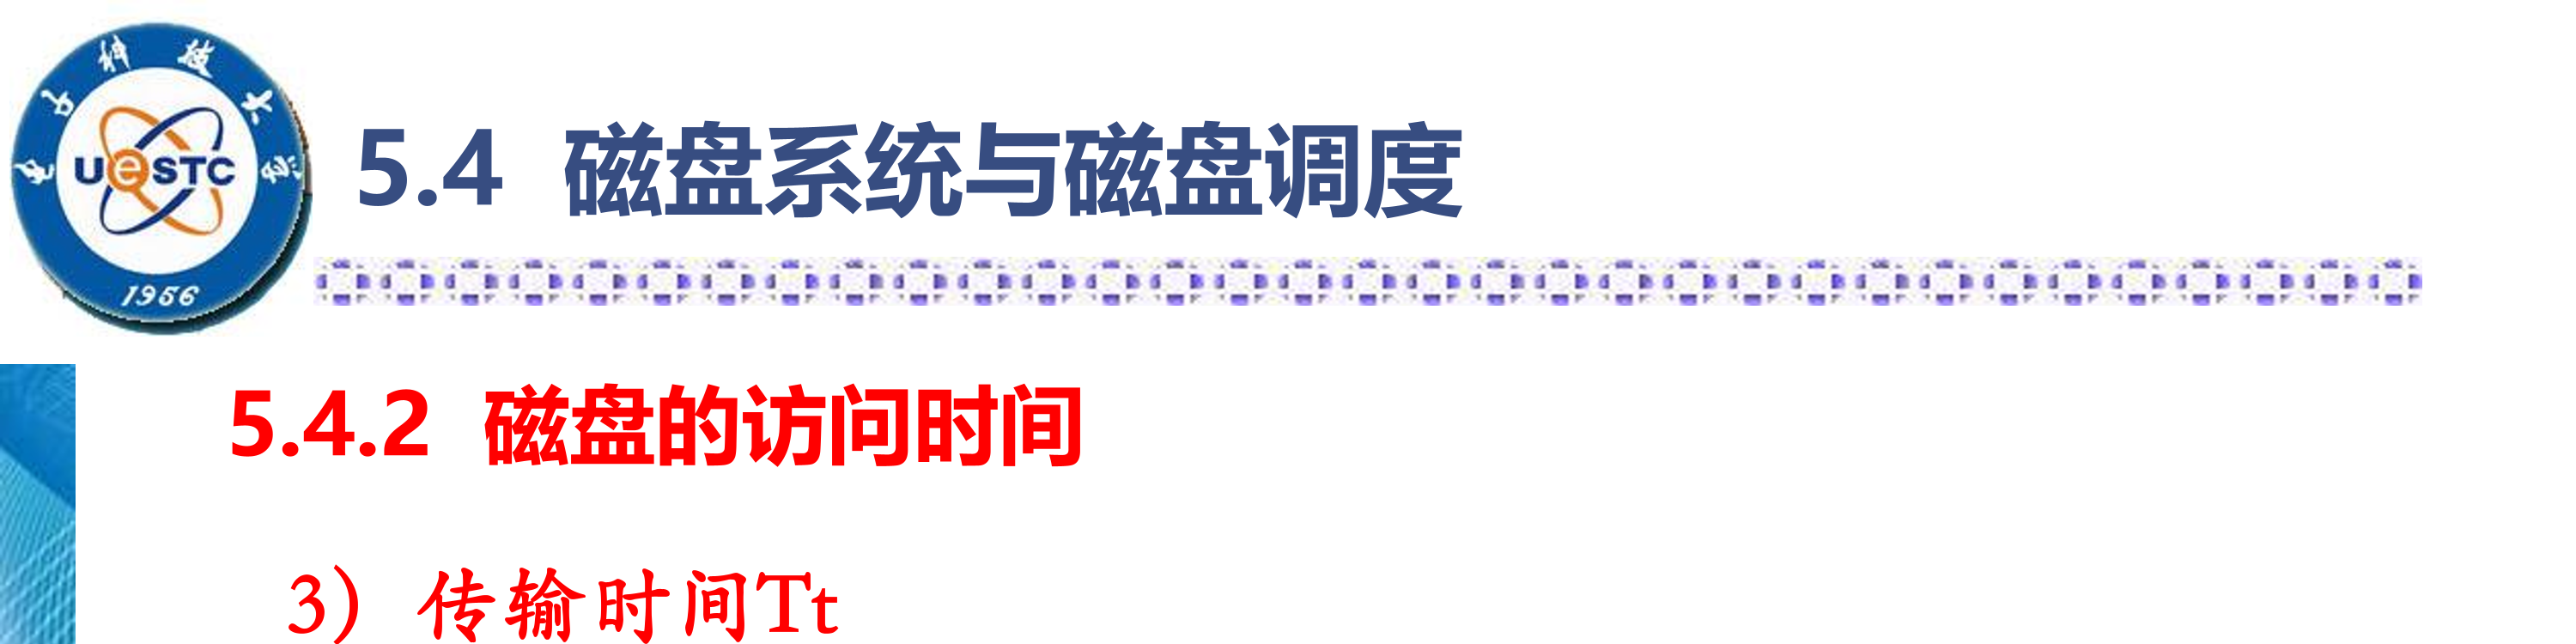 电子科技大学
UeSTC
1956
5.4 磁盘系统与磁盘调度
5.4.2 磁盘的访问时间
3) 传输时间Tt